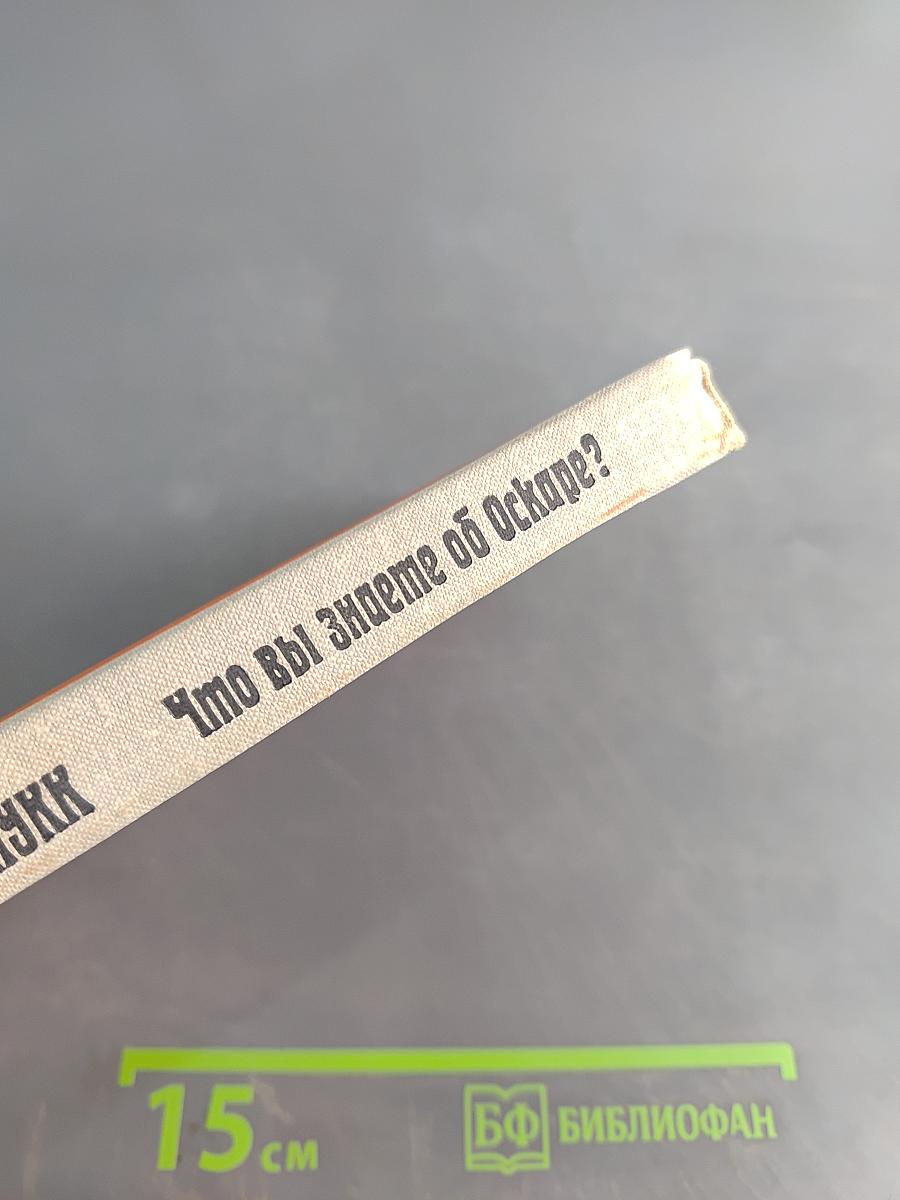 Что вы знаете об Оскаре?
15 см
БФ БИБЛИОФАН